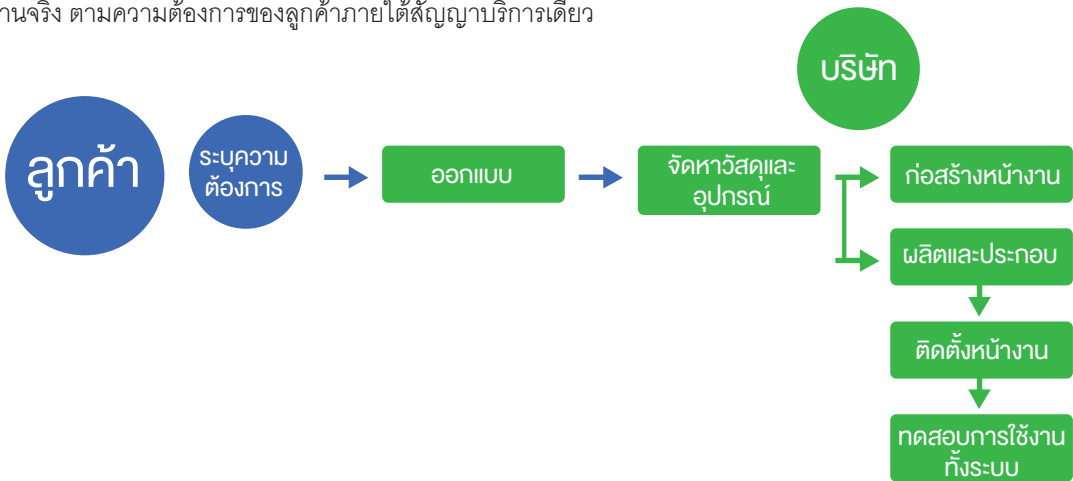 านจริง ตามความต้องการของลูกค้าภายใต้สัญญาบริการเดียว
บริษัท
ลูกค้า
ระบุความ
ต้องการ
ออกแบบ
จัดหาวัสดุและ
อุปกรณ์
ก่อสร้างหน้างาน
ผลิตและประกอบ
ติดตั้งหน้างาน
ทดสอบการใช้งาน
ทั้งระบบ